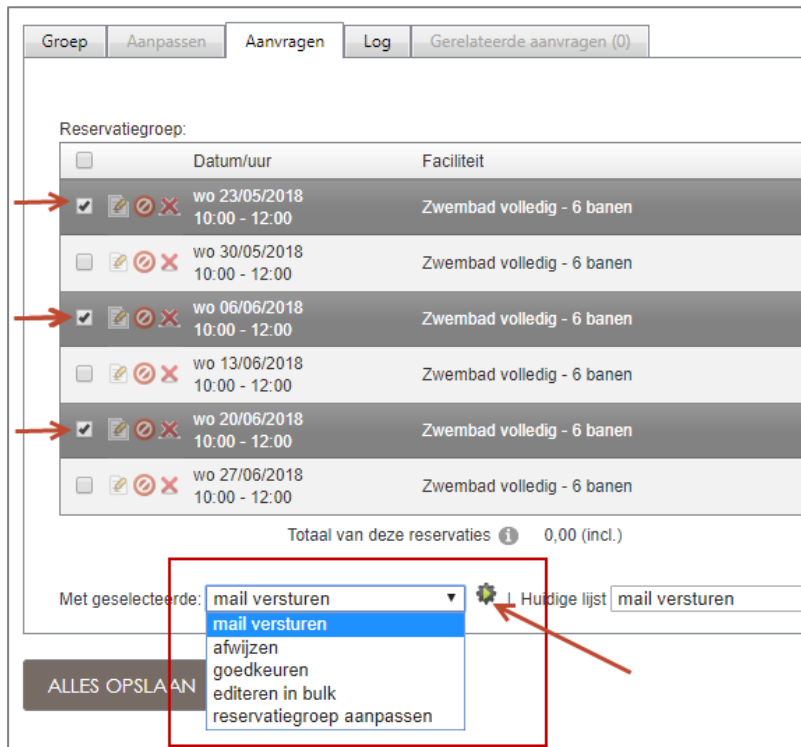 Groep Aanpassen Aanvragen Log Gerelateerde aanvragen (0)
Reservatiegroep:
Datum/uur Faciliteit
wo 23/05/2018
10:00 - 12:00
Zwembad volledig - 6 banen
wo 30/05/2018
10:00 - 12:00
Zwembad volledig - 6 banen
wo 06/06/2018
10:00 - 12:00
Zwembad volledig - 6 banen
wo 13/06/2018
10:00 - 12:00
Zwembad volledig - 6 banen
wo 20/06/2018
10:00 - 12:00
Zwembad volledig - 6 banen
wo 27/06/2018
10:00 - 12:00
Zwembad volledig - 6 banen
Totaal van deze reservaties i 0,00 (incl.)
Met geselecteerde: mail versturen | Huidige lijst mail versturen
mail versturen
afwijzen
goedkeuren
editeren in bulk
reservatiegroep aanpassen
ALLES OPSLAAN